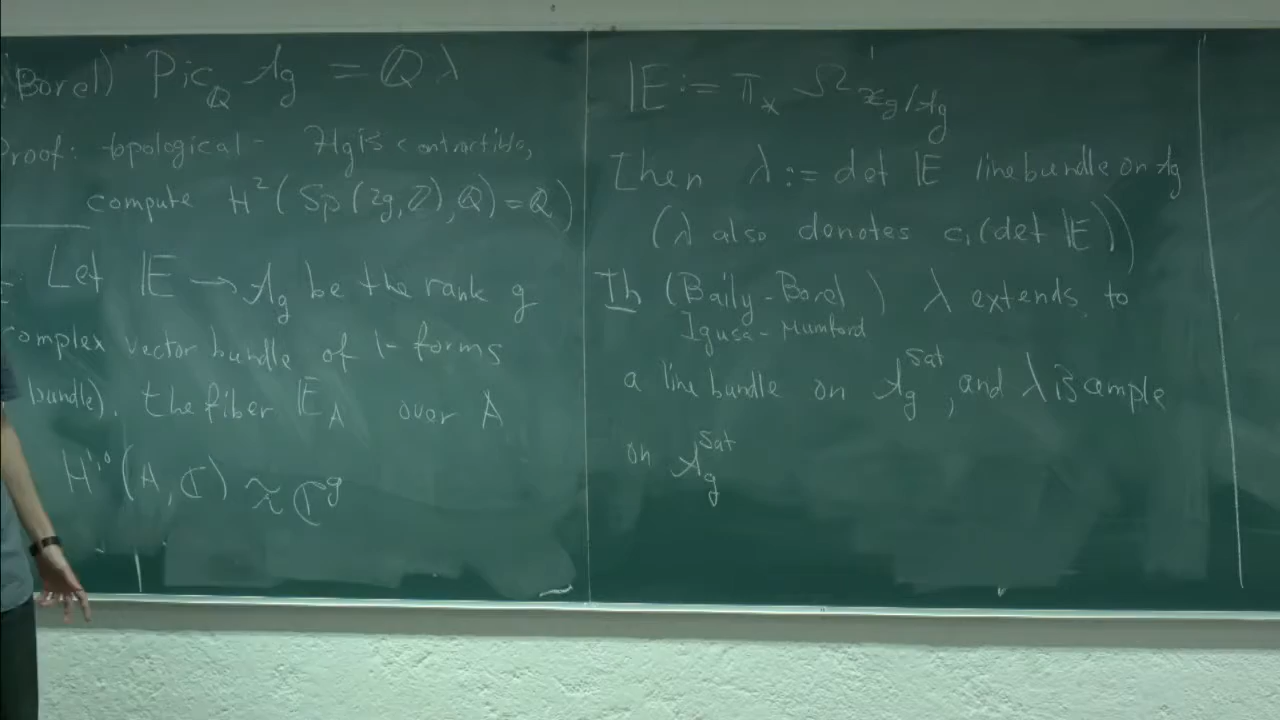 (Borel) Pic_Q 𝒜_g = Q λ
Proof: topological - ℋ_g is contractible,
compute H²(Sp(2g, ℤ), Q) = Q)
Let 𝔼 → 𝒜_g be the rank g
complex vector bundle of 1-forms
bundle). the fiber 𝔼_A over A
H^{1,0}(A, ℂ) ≈ ℂ^g
𝔼 := π_* Ω¹_{𝒳_g/𝒜_g}
Then λ := det 𝔼 line bundle on 𝒜_g
(λ also denotes c_1(det 𝔼))
Th (Baily-Borel) λ extends to
Igusa-Mumford
a line bundle on 𝒜_g^{Sat}, and λ is ample
on 𝒜_g^{Sat}